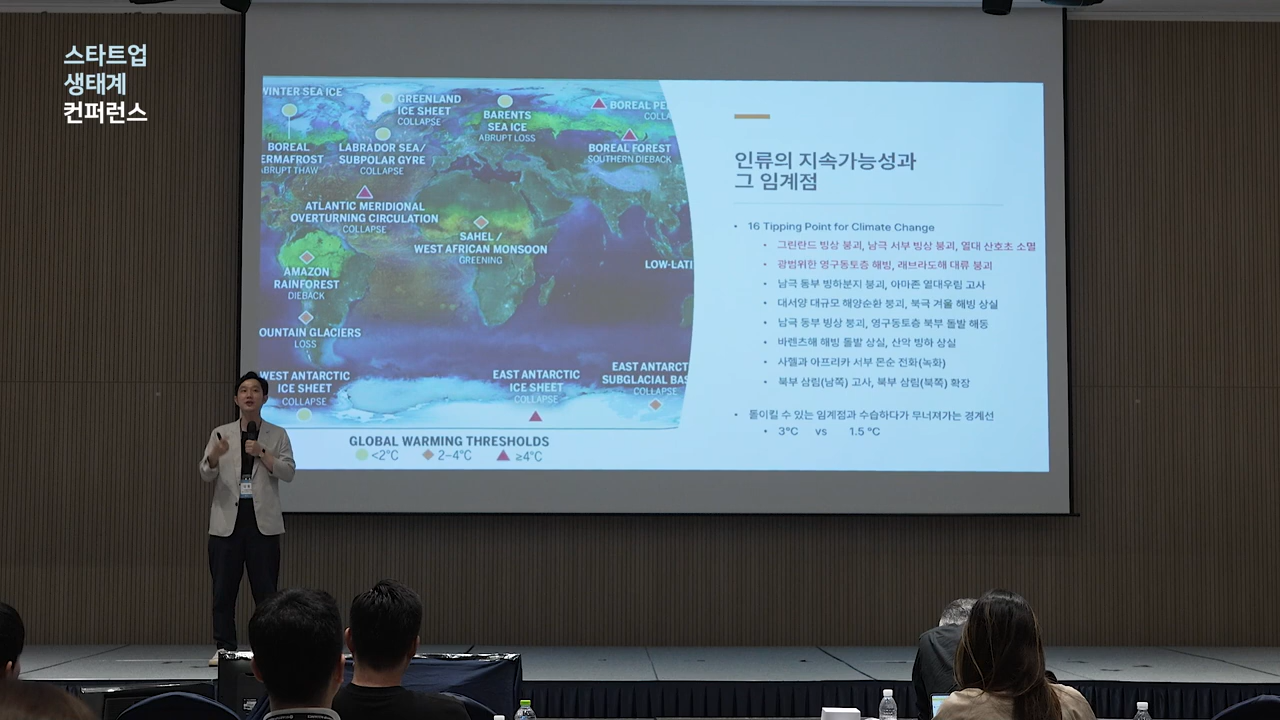 스타트업
생태계
컨퍼런스
WINTER SEA ICE
GREENLAND
ICE SHEET
COLLAPSE
BARENTS
SEA ICE
ABRUPT LOSS
BOREAL PE
COLLA
BOREAL
ERMAFROST
ABRUPT THAW
LABRADOR SEA/
SUBPOLAR GYRE
COLLAPSE
BOREAL FOREST
SOUTHERN DIEBACK
ATLANTIC MERIDIONAL
OVERTURNING CIRCULATION
COLLAPSE
SAHEL /
WEST AFRICAN MONSOON
GREENING
LOW-LATI
AMAZON
RAINFOREST
DIEBACK
OUNTAIN GLACIERS
LOSS
WEST ANTARCTIC
ICE SHEET
COLLAPSE
EAST ANTARCTIC
ICE SHEET
COLLAPSE
EAST ANTARCT
SUBGLACIAL BAS
COLLAPSE
GLOBAL WARMING THRESHOLDS
<2°C 2–4°C ≥4°C
인류의 지속가능성과
그 임계점
• 16 Tipping Point for Climate Change
• 그린란드 빙상 붕괴, 남극 서부 빙상 붕괴, 열대 산호초 소멸
• 광범위한 영구동토층 해빙, 래브라도해 대류 붕괴
• 남극 동부 빙하분지 붕괴, 아마존 열대우림 고사
• 대서양 대규모 해양순환 붕괴, 북극 겨울 해빙 상실
• 남극 동부 빙상 붕괴, 영구동토층 북부 돌발 해동
• 바렌츠해 해빙 돌발 상실, 산악 빙하 상실
• 사헬과 아프리카 서부 몬순 전화(녹화)
• 북부 삼림(남쪽) 고사, 북부 삼림(북쪽) 확장
• 돌이킬 수 있는 임계점과 수습하다가 무너져가는 경계선
• 3°C vs 1.5 °C